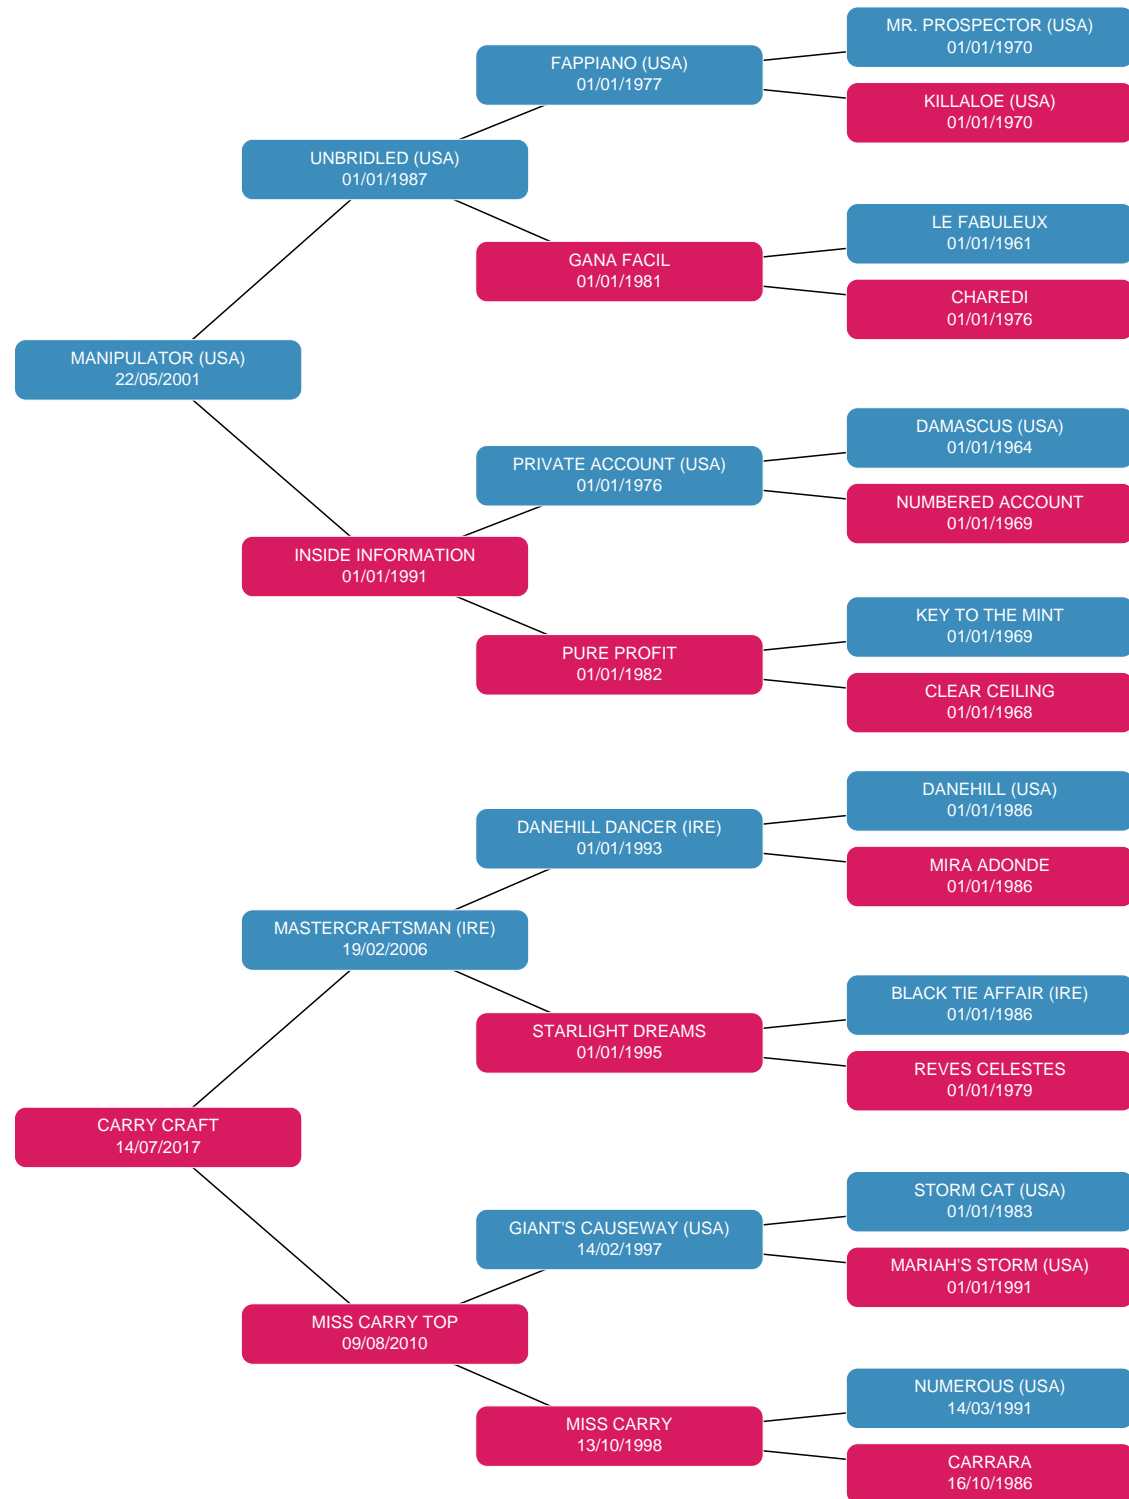 MR. PROSPECTOR (USA)
01/01/1970
FAPPIANO (USA)
01/01/1977
KILLALOE (USA)
01/01/1970
UNBRIDLED (USA)
01/01/1987
LE FABULEUX
01/01/1961
GANA FACIL
01/01/1981
CHAREDI
01/01/1976
MANIPULATOR (USA)
22/05/2001
DAMASCUS (USA)
01/01/1964
PRIVATE ACCOUNT (USA)
01/01/1976
NUMBERED ACCOUNT
01/01/1969
INSIDE INFORMATION
01/01/1991
KEY TO THE MINT
01/01/1969
PURE PROFIT
01/01/1982
CLEAR CEILING
01/01/1968
DANEHILL (USA)
01/01/1986
DANEHILL DANCER (IRE)
01/01/1993
MIRA ADONDE
01/01/1986
MASTERCRAFTSMAN (IRE)
19/02/2006
BLACK TIE AFFAIR (IRE)
01/01/1986
STARLIGHT DREAMS
01/01/1995
REVES CELESTES
01/01/1979
CARRY CRAFT
14/07/2017
STORM CAT (USA)
01/01/1983
GIANT'S CAUSEWAY (USA)
14/02/1997
MARIAH'S STORM (USA)
01/01/1991
MISS CARRY TOP
09/08/2010
NUMEROUS (USA)
14/03/1991
MISS CARRY
13/10/1998
CARRARA
16/10/1986